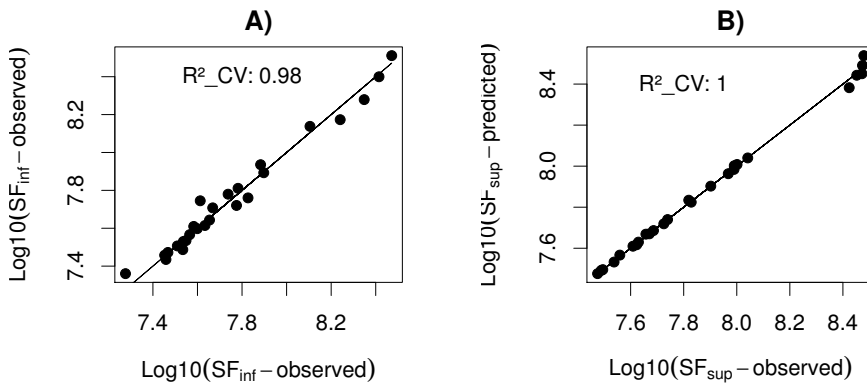 A)
R²_CV: 0.98
Log10(SFinf−observed)
8.2
7.8
7.4
7.4
7.8
8.2
Log10(SFinf−observed)
B)
R²_CV: 1
Log10(SFsup−predicted)
8.4
8.0
7.6
7.6
7.8
8.0
8.2
8.4
Log10(SFsup−observed)